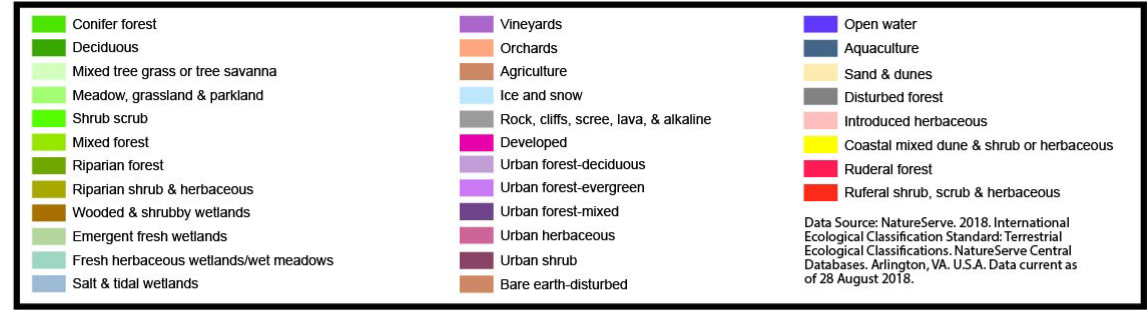 Conifer forest
Deciduous
Mixed tree grass or tree savanna
Meadow, grassland & parkland
Shrub scrub
Mixed forest
Riparian forest
Riparian shrub & herbaceous
Wooded & shrubby wetlands
Emergent fresh wetlands
Fresh herbaceous wetlands/wet meadows
Salt & tidal wetlands
Vineyards
Orchards
Agriculture
Ice and snow
Rock, cliffs, scree, lava, & alkaline
Developed
Urban forest-deciduous
Urban forest-evergreen
Urban forest-mixed
Urban herbaceous
Urban shrub
Bare earth-disturbed
Open water
Aquaculture
Sand & dunes
Disturbed forest
Introduced herbaceous
Coastal mixed dune & shrub or herbaceous
Ruderal forest
Ruferal shrub, scrub & herbaceous
Data Source: NatureServe. 2018. International
Ecological Classification Standard: Terrestrial
Ecological Classifications. NatureServe Central
Databases. Arlington, VA. U.S.A. Data current as
of 28 August 2018.